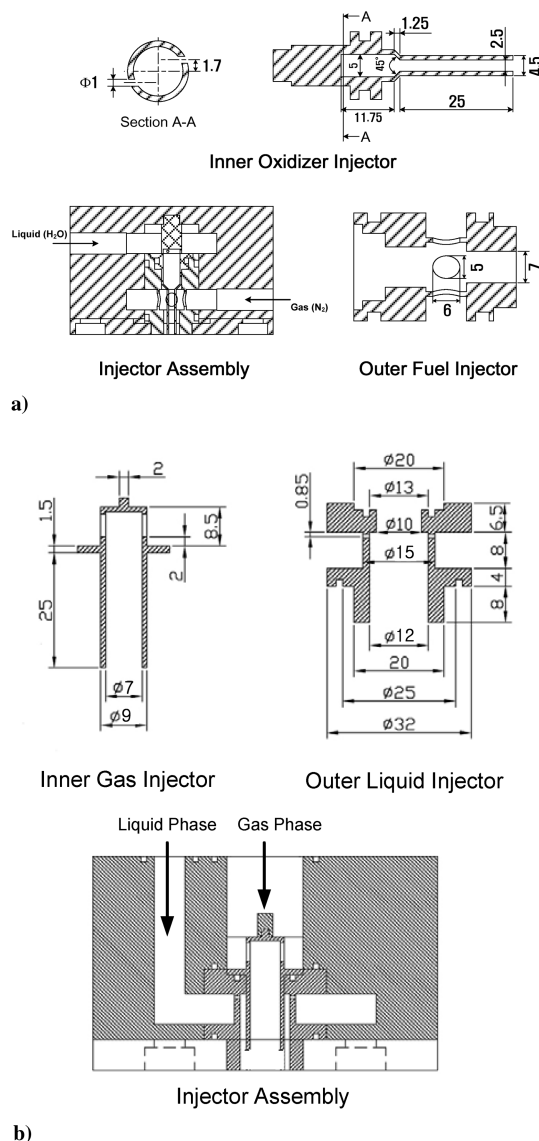 A
1.25
2.5
1.7
5
45°
4.5
Φ1
25
Section A-A
11.75
A
Inner Oxidizer Injector
Liquid (H₂O)
Gas (N₂)
5
7
6
Injector Assembly
Outer Fuel Injector
a)
2
ø20
ø13
0.85
1.5
8.5
6.5
ø10
ø15
8
2
4
25
8
ø12
ø7
20
ø9
ø25
ø32
Inner Gas Injector
Outer Liquid Injector
Liquid Phase
Gas Phase
Injector Assembly
b)